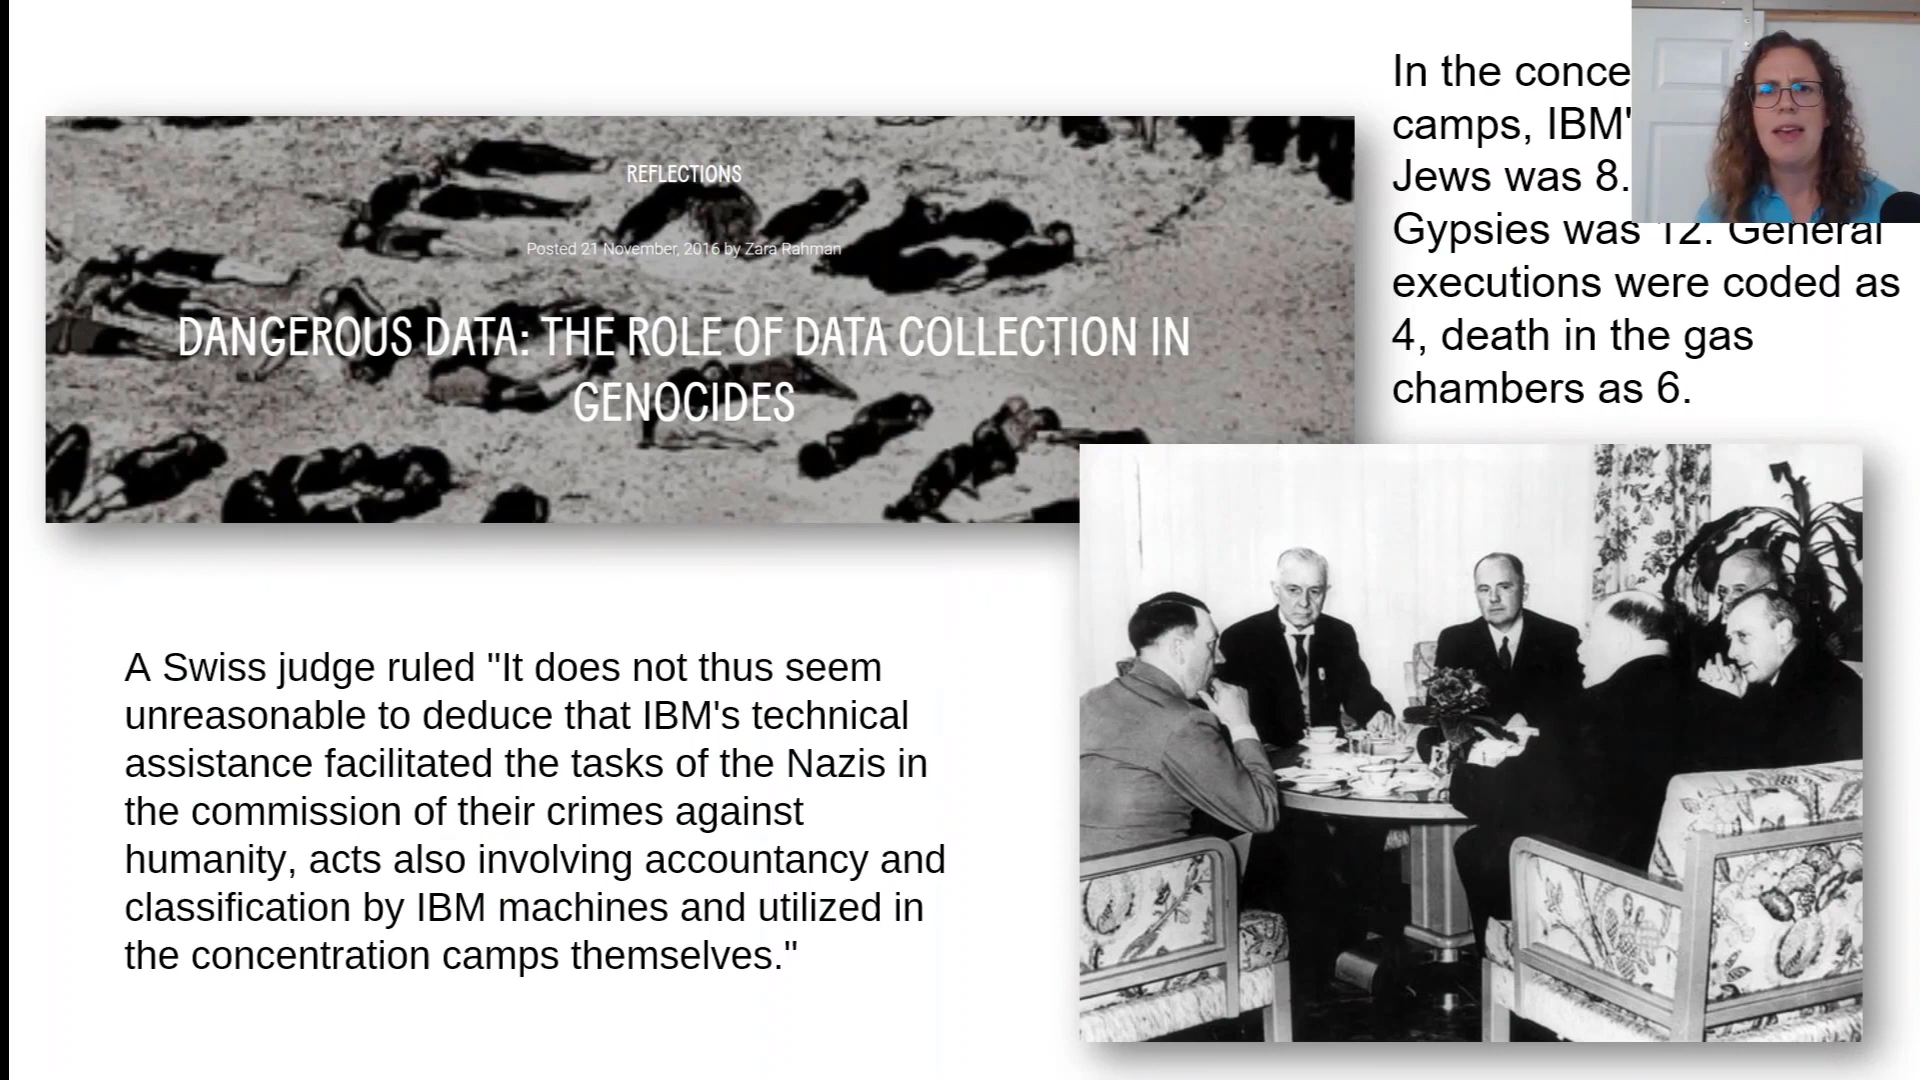 REFLECTIONS
Posted 21 November, 2016 by Zara Rahman
DANGEROUS DATA: THE ROLE OF DATA COLLECTION IN
GENOCIDES
In the
camps, IBM'
Jews was 8.
Gypsies was 12. General
executions were coded as
4, death in the gas
chambers as 6.
A Swiss judge ruled "It does not thus seem
unreasonable to deduce that IBM's technical
assistance facilitated the tasks of the Nazis in
the commission of their crimes against
humanity, acts also involving accountancy and
classification by IBM machines and utilized in
the concentration camps themselves."